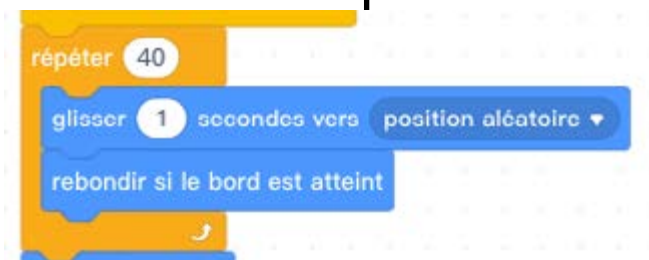 répéter 40
glisser 1 secondes vers position aléatoire
rebondir si le bord est atteint